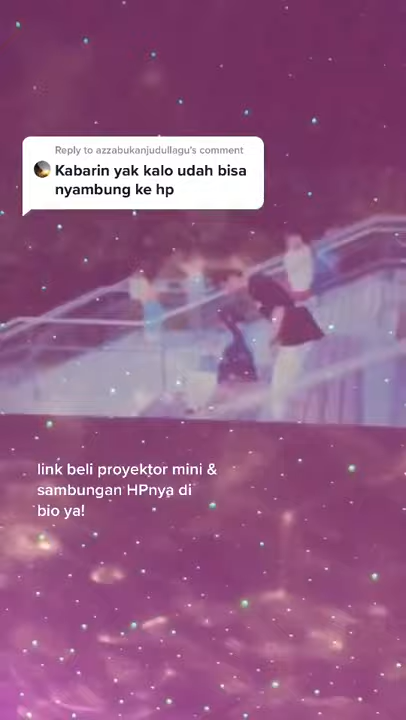 Reply to azzabukanjudullagu's comment
Kabarin yak kalo udah bisa
nyambung ke hp
link beli proyektor mini &
sambungan HPnya di
bio ya!